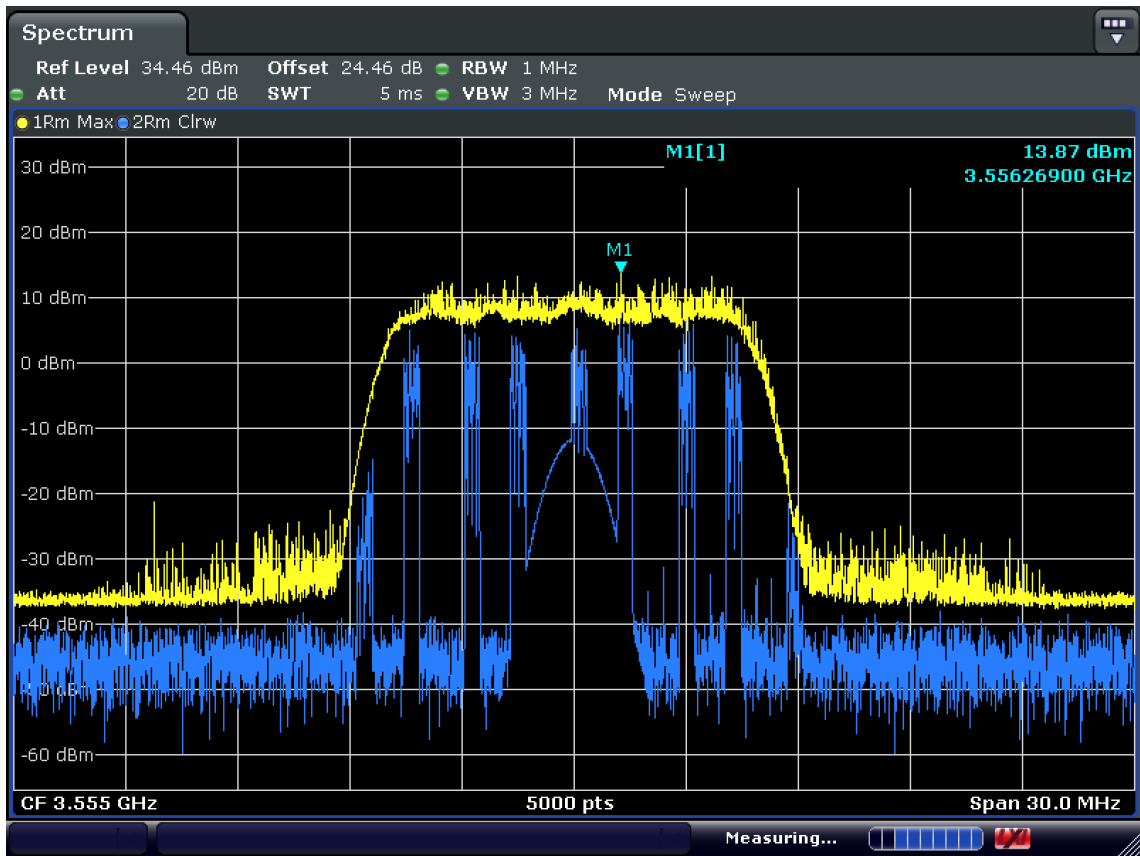 Spectrum
Ref Level 34.46 dBm Offset 24.46 dB RBW 1 MHz
Att 20 dB SWT 5 ms VBW 3 MHz Mode Sweep
1Rm Max 2Rm Clrw
M1[1] 13.87 dBm
3.55626900 GHz
30 dBm
20 dBm
M1
10 dBm
0 dBm
-10 dBm
-20 dBm
-30 dBm
-40 dBm
-60 dBm
CF 3.555 GHz 5000 pts Span 30.0 MHz
Measuring... LXI